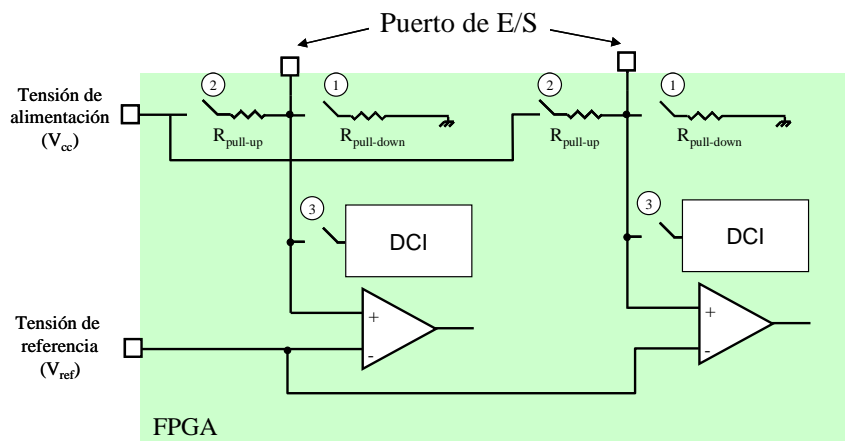 Puerto de E/S
2
1
2
1
Tensión de
alimentación
(Vcc)
Rpull-up
Rpull-down
Rpull-up
Rpull-down
3
DCI
3
DCI
+
-
+
-
Tensión de
referencia
(Vref)
FPGA